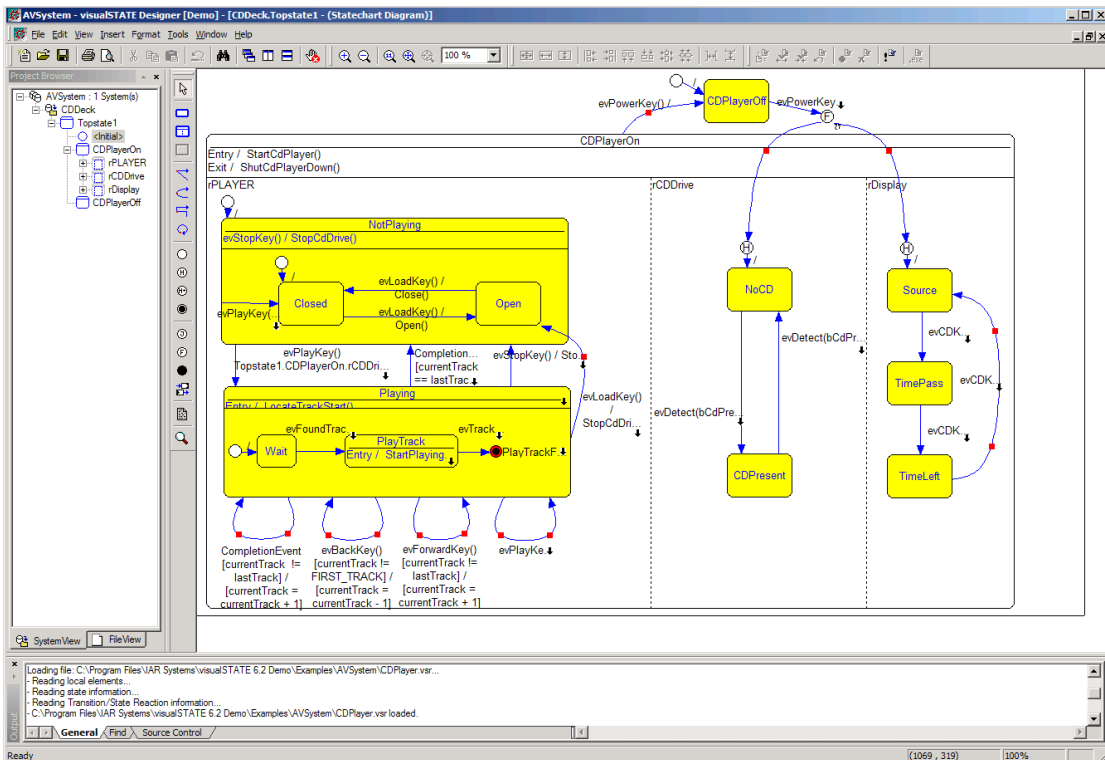 AVSystem - visualSTATE Designer [Demo] - [CDDeck.Topstate1 - (Statechart Diagram)]
File Edit View Insert Format Tools Window Help
100 %
Project Browser
AVSystem : 1 System(s)
CDDeck
Topstate1
<Initial>
CDPlayerOn
rPLAYER
rCDDrive
rDisplay
CDPlayerOff
SystemView
FileView
/
CDPlayerOff
evPowerKey() /
evPowerKey
F
CDPlayerOn
Entry / StartCdPlayer()
Exit / ShutCdPlayerDown()
rPLAYER
rCDDrive
rDisplay
/
NotPlaying
evStopKey() / StopCdDrive()
/
Closed
evLoadKey() /
Close()
evLoadKey() /
Open()
Open
evPlayKey(...
evPlayKey()
Topstate1.CDPlayerOn.rCDDri...
Completion...
[currentTrack
== lastTrac...
evStopKey() / Sto...
evLoadKey()
/
StopCdDri...
Playing
Entry / LocateTrackStart()
/
Wait
evFoundTrac...
PlayTrack
Entry / StartPlaying...
evTrack
PlayTrackF...
CompletionEvent
[currentTrack !=
lastTrack] /
[currentTrack =
currentTrack + 1]
evBackKey()
[currentTrack !=
FIRST_TRACK] /
[currentTrack =
currentTrack - 1]
evForwardKey()
[currentTrack !=
lastTrack] /
[currentTrack =
currentTrack + 1]
evPlayKe...
H
/
NoCD
evDetect(bCdPr...
evDetect(bCdPre...
CDPresent
H
/
Source
evCDK...
TimePass
evCDK...
evCDK...
TimeLeft
Output
Loading file: C:\Program Files\IAR Systems\visualSTATE 6.2 Demo\Examples\AVSystem\CDPlayer.vsr...
- Reading local elements...
- Reading state information...
- Reading Transition/State Reaction information...
- C:\Program Files\IAR Systems\visualSTATE 6.2 Demo\Examples\AVSystem\CDPlayer.vsr loaded.
General Find Source Control
Ready
(1069 , 319)
100%